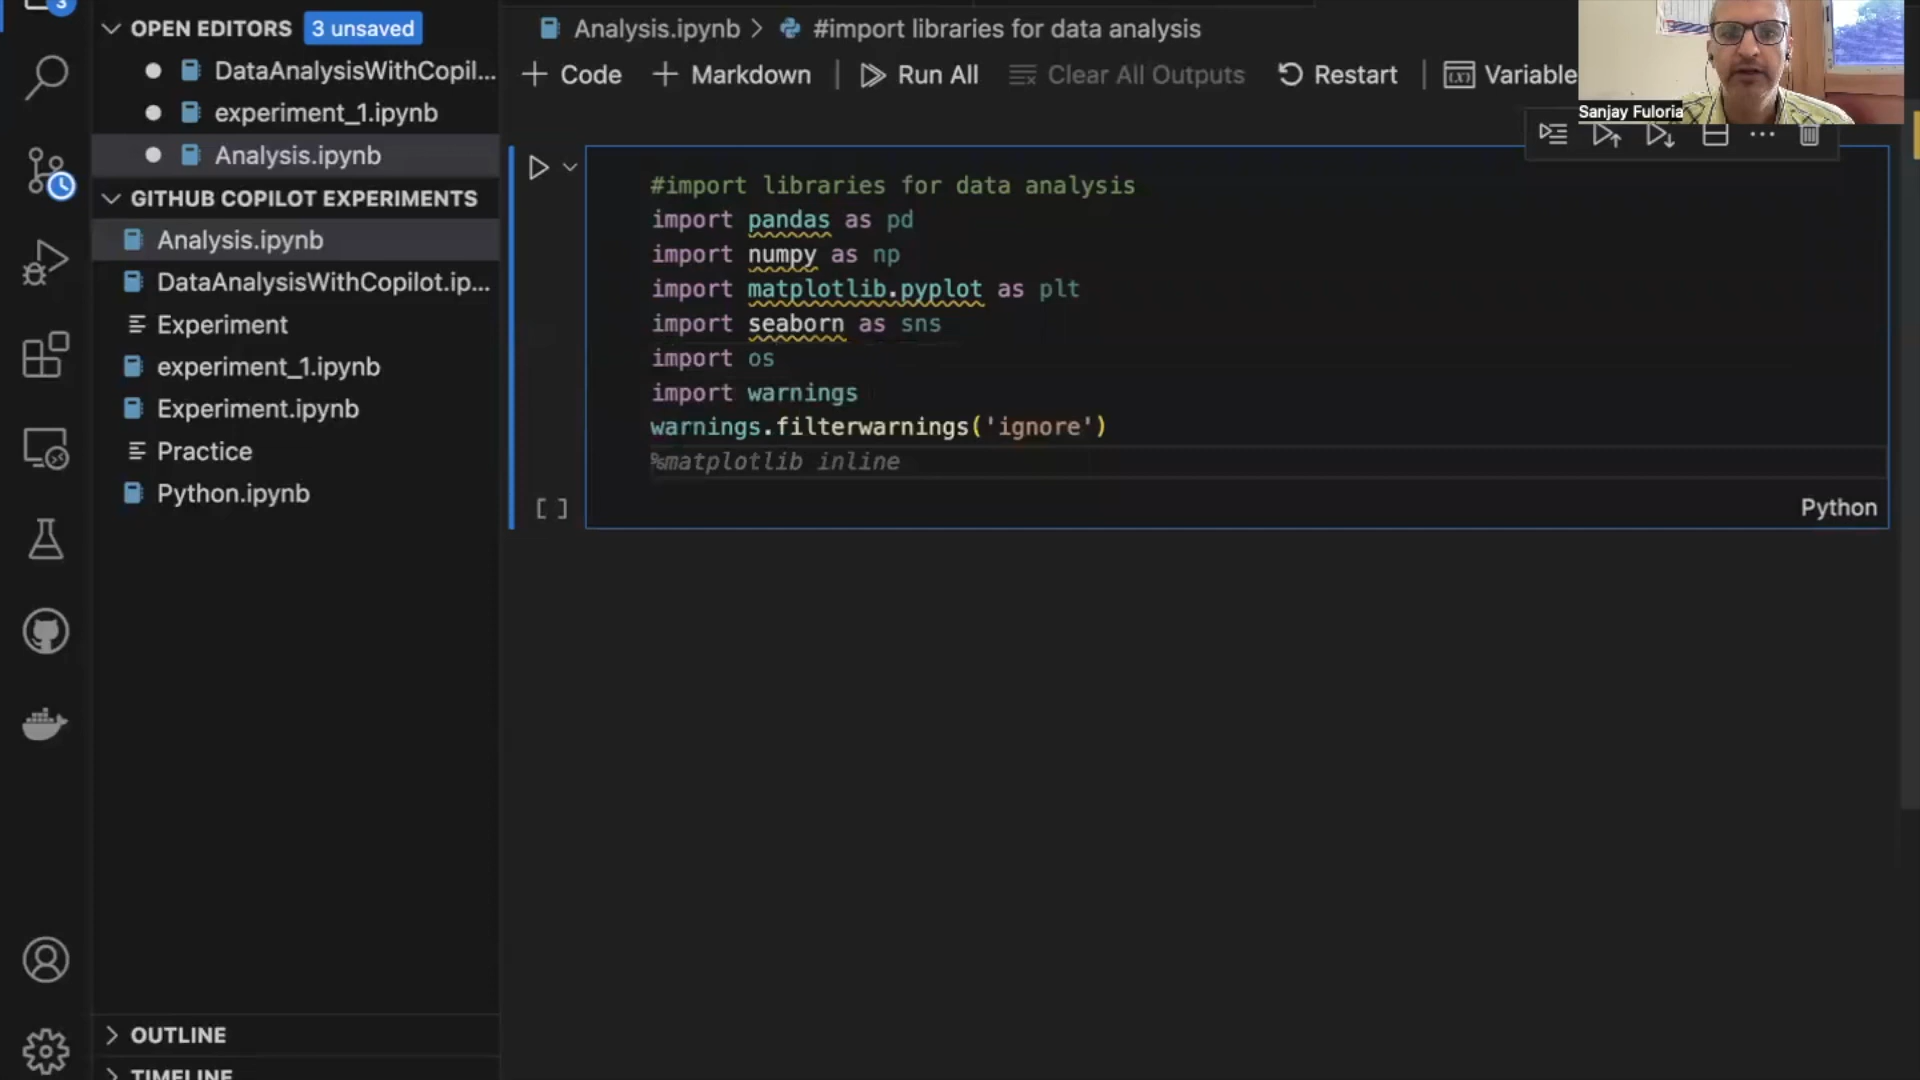 3
OPEN EDITORS 3 unsaved
DataAnalysisWithCopil...
experiment_1.ipynb
Analysis.ipynb
GITHUB COPILOT EXPERIMENTS
Analysis.ipynb
DataAnalysisWithCopilot.ip...
Experiment
experiment_1.ipynb
Experiment.ipynb
Practice
Python.ipynb
OUTLINE
TIMELINE
Analysis.ipynb > #import libraries for data analysis
+ Code + Markdown | Run All Clear All Outputs Restart | Variable
Sanjay Fuloria
#import libraries for data analysis
import pandas as pd
import numpy as np
import matplotlib.pyplot as plt
import seaborn as sns
import os
import warnings
warnings.filterwarnings('ignore')
%matplotlib inline
[ ]
Python